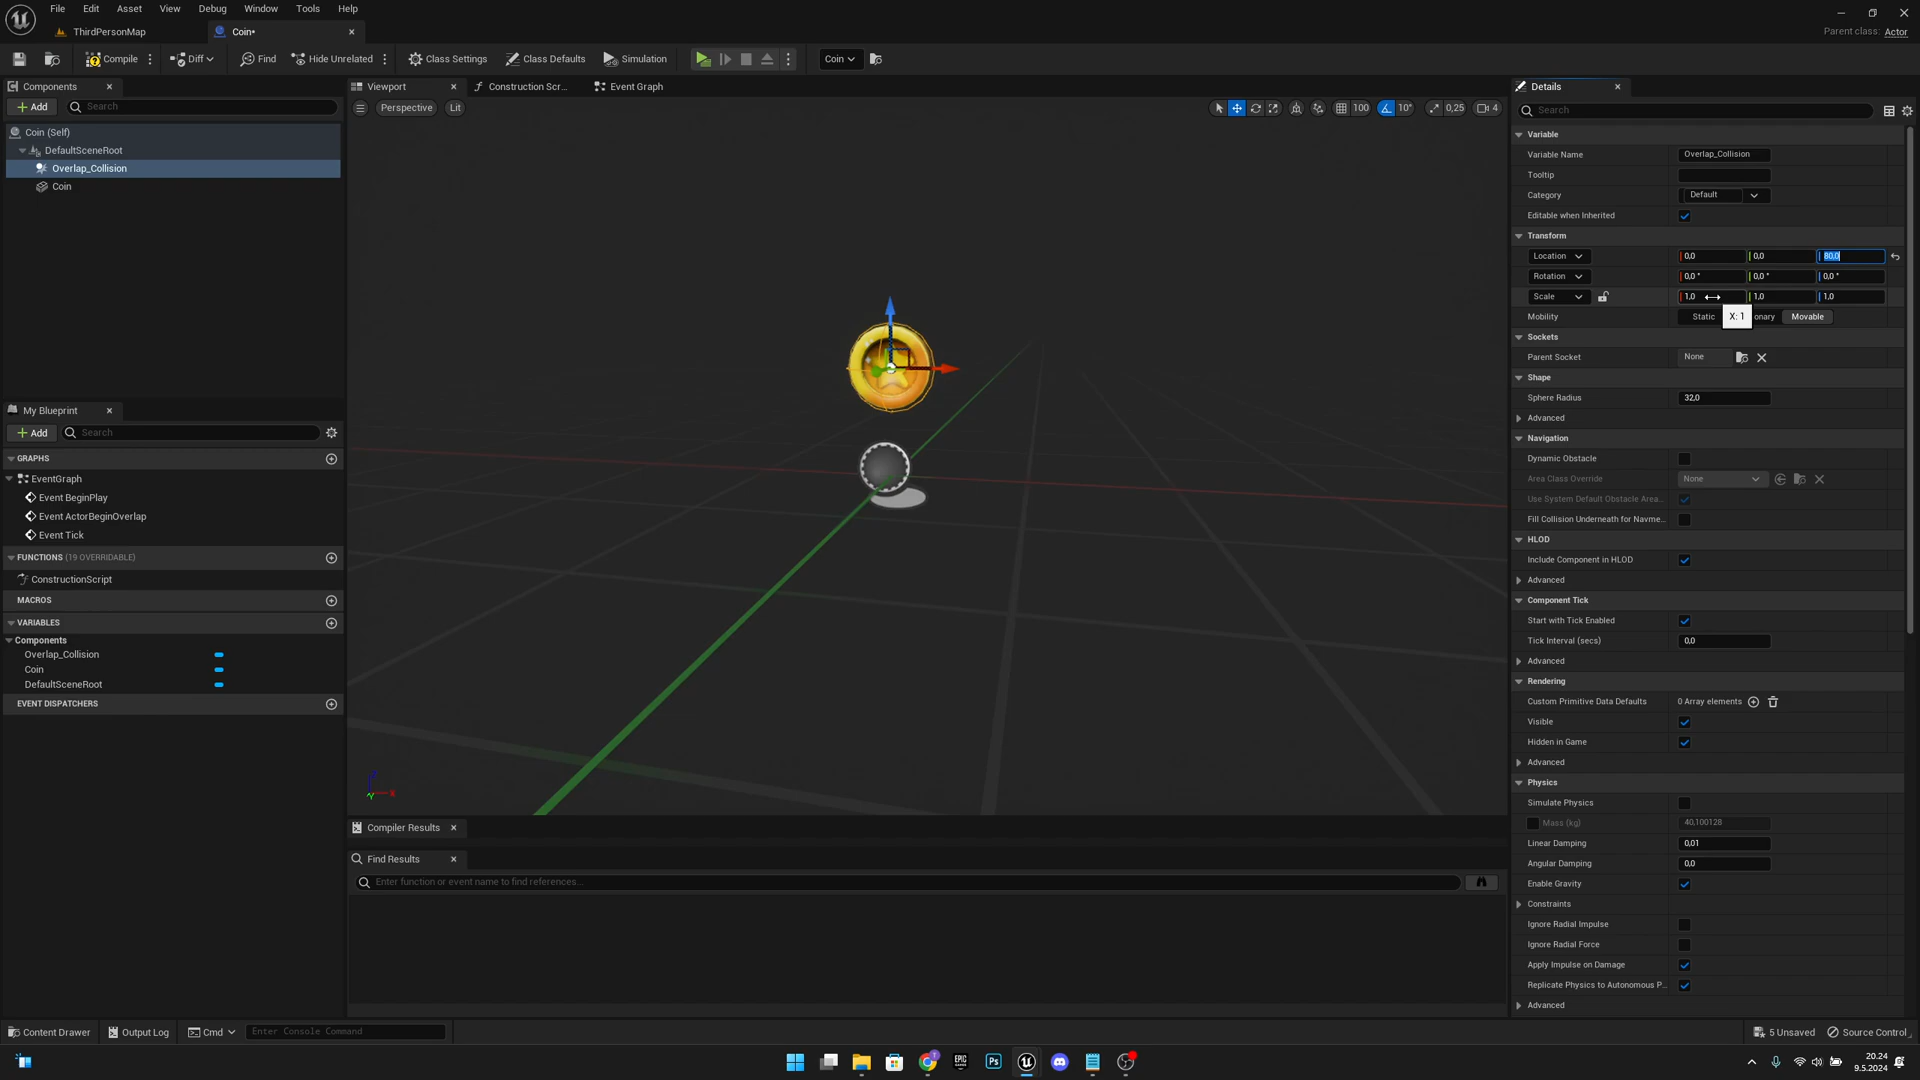 File Edit Asset View Debug Window Tools Help
ThirdPersonMap
Coin*
Parent class: Actor
Compile
Diff
Find
Hide Unrelated
Class Settings
Class Defaults
Simulation
Coin
Components
Add
Search
Coin (Self)
DefaultSceneRoot
Overlap_Collision
Coin
My Blueprint
Add
Search
GRAPHS
EventGraph
Event BeginPlay
Event ActorBeginOverlap
Event Tick
FUNCTIONS (19 OVERRIDABLE)
ConstructionScript
MACROS
VARIABLES
Components
Overlap_Collision
Coin
DefaultSceneRoot
EVENT DISPATCHERS
Viewport
Construction Scr...
Event Graph
Perspective
Lit
100
10°
0,25
4
Z
X
Y
Compiler Results
Find Results
Enter function or event name to find references...
Details
Search
Variable
Variable Name Overlap_Collision
Tooltip
Category Default
Editable when Inherited
Transform
Location 0,0 0,0 80,0
Rotation 0,0 ° 0,0 ° 0,0 °
Scale 1,0 1,0 1,0
Mobility Static onary Movable
X: 1
Sockets
Parent Socket None
Shape
Sphere Radius 32,0
Advanced
Navigation
Dynamic Obstacle
Area Class Override None
Use System Default Obstacle Area...
Fill Collision Underneath for Navme...
HLOD
Include Component in HLOD
Advanced
Component Tick
Start with Tick Enabled
Tick Interval (secs) 0,0
Advanced
Rendering
Custom Primitive Data Defaults 0 Array elements
Visible
Hidden in Game
Advanced
Physics
Simulate Physics
Mass (kg) 40,100128
Linear Damping 0,01
Angular Damping 0,0
Enable Gravity
Constraints
Ignore Radial Impulse
Ignore Radial Force
Apply Impulse on Damage
Replicate Physics to Autonomous P...
Advanced
Content Drawer
Output Log
Cmd
Enter Console Command
5 Unsaved
Source Control
EPIC
Ps
20.24
9.5.2024